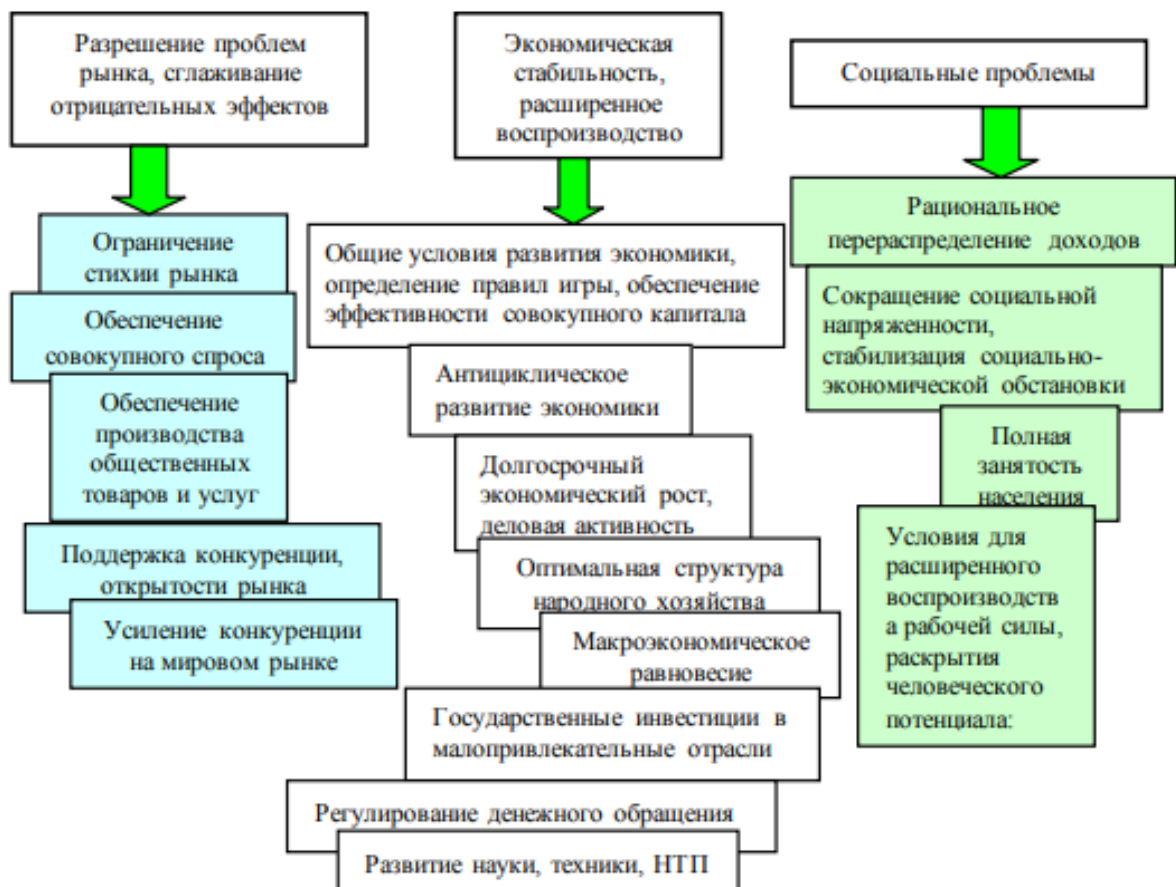 Разрешение проблем
рынка, сглаживание
отрицательных эффектов
Ограничение
стихии рынка
Обеспечение
совокупного спроса
Обеспечение
производства
общественных
товаров и услуг
Поддержка конкуренции,
открытости рынка
Усиление конкуренции
на мировом рынке
Экономическая
стабильность,
расширенное
воспроизводство
Общие условия развития экономики,
определение правил игры, обеспечение
эффективности совокупного капитала
Антициклическое
развитие экономики
Долгосрочный
экономический рост,
деловая активность
Оптимальная структура
народного хозяйства
Макроэкономическое
равновесие
Государственные инвестиции в
малопривлекательные отрасли
Регулирование денежного обращения
Развитие науки, техники, НТП
Социальные проблемы
Рациональное
перераспределение доходов
Сокращение социальной
напряженности,
стабилизация социально-
экономической обстановки
Полная
занятость
населения
Условия для
расширенного
воспроизводств
а рабочей силы,
раскрытия
человеческого
потенциала: